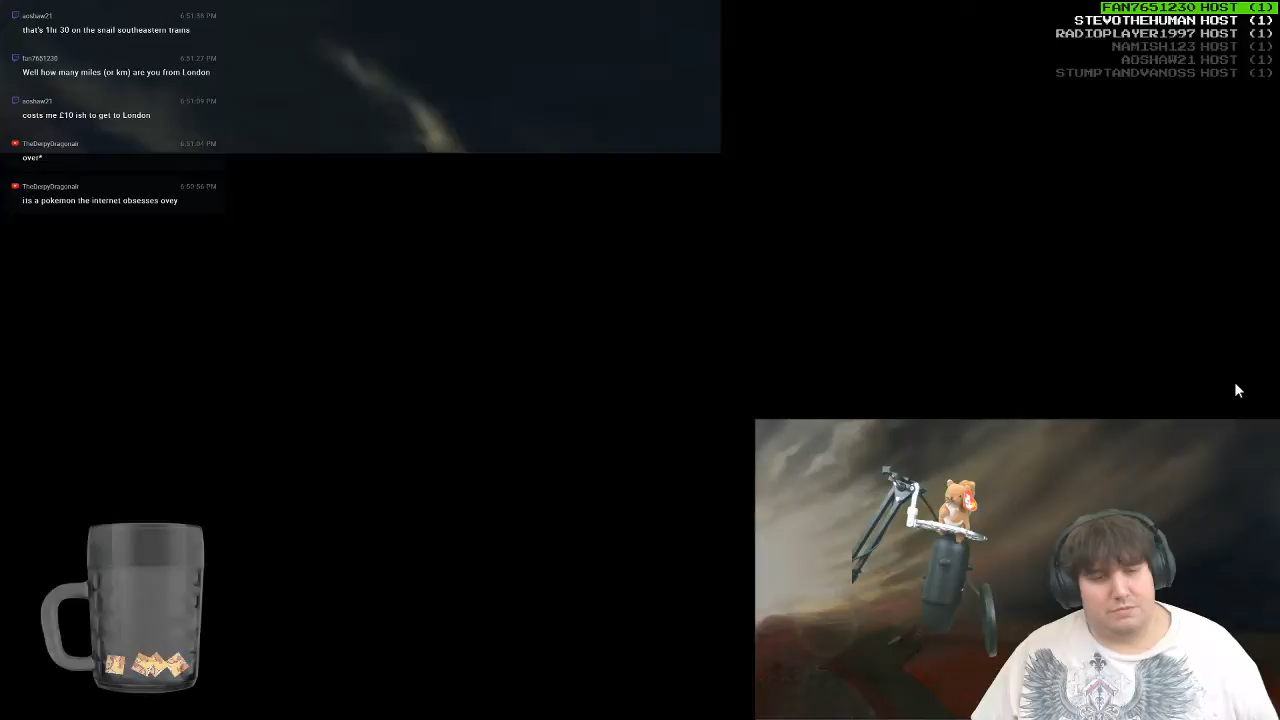 aoshaw21 6:51:38 PM
that's 1hr 30 on the snail southeastern trains
fan7651230 6:51:27 PM
Well how many miles (or km) are you from London
aoshaw21 6:51:09 PM
costs me £10 ish to get to London
TheDerpyDragonair 6:51:04 PM
over*
TheDerpyDragonair 6:50:56 PM
its a pokemon the internet obsesses ovey
FAN7651230 HOST (1)
STEVOTHEHUMAN HOST (1)
RADIOPLAYER1997 HOST (1)
NAMISH123 HOST (1)
AOSHAW21 HOST (1)
STUMPTANDVANOSS HOST (1)